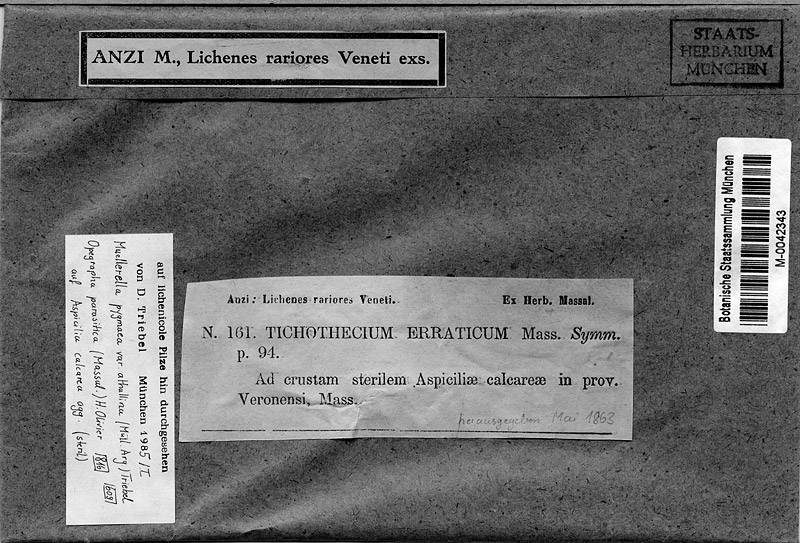 ANZI M., Lichenes rariores Veneti exs.
STAATS-
HERBARIUM
MÜNCHEN
Botanische Staatssammlung München
M-0042343
Anzi: Lichenes rariores Veneti. Ex Herb. Massal.
N. 161. TICHOTHECIUM ERRATICUM Mass. Symm.
p. 94.
Ad crustam sterilem Aspiciliæ calcareæ in prov.
Veronensi, Mass.
herausgegeben Mai 1863
auf lichenicole Pilze hin durchgesehen
von D. Triebel München 1985/I
Muellerella pygmaea var. athallina (Müll. Arg.) Triebel
Opegrapha parasitica (Massal.) H. Olivier
auf Aspicilia calcarea agg. (steril)